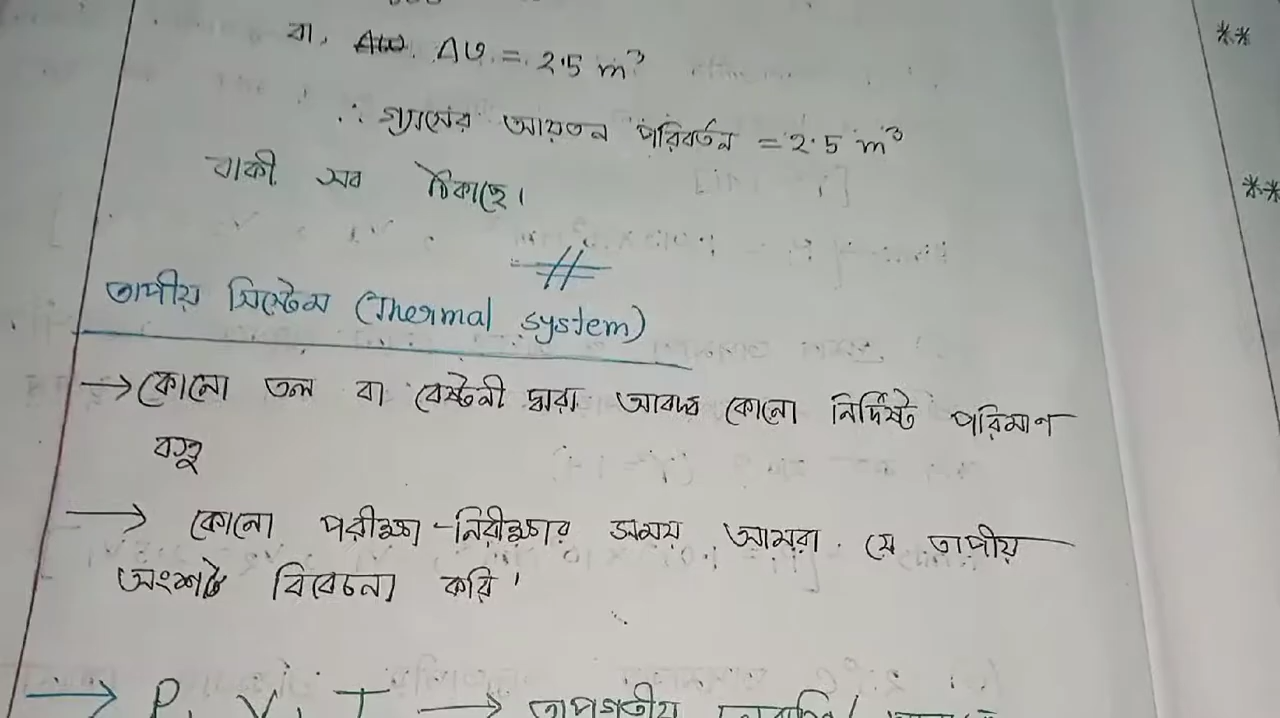 বা, ΔV = 2.5 m³
∴ গ্যাসের আয়তন পরিবর্তন = 2.5 m³
বাকী সব ঠিকাছে।
তাপীয় সিস্টেম (Thermal system)
→ কোনো তল বা বেষ্টনী দ্বারা আবদ্ধ কোনো নির্দিষ্ট পরিমাণ
বস্তু
→ কোনো পরীক্ষা-নিরীক্ষার সময় আমরা যে তাপীয়
অংশটি বিবেচনা করি।
→ P, V, T → তাপগতীয়
**
**